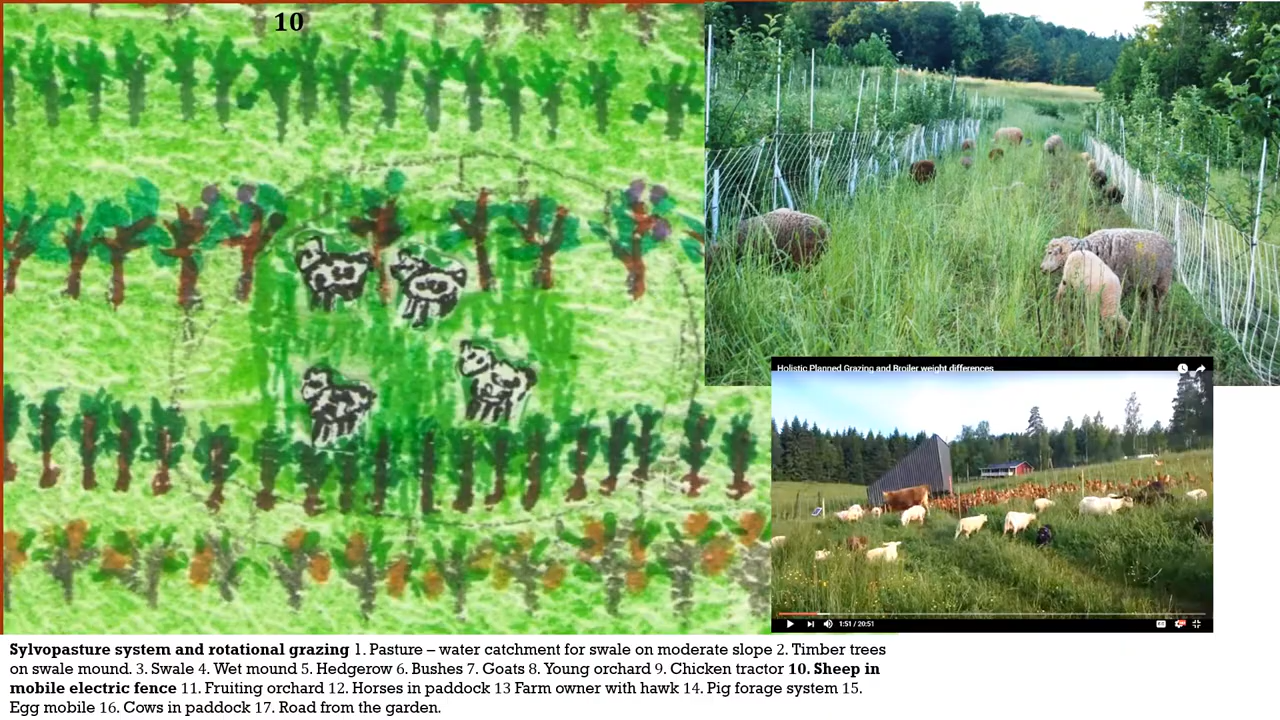 10
Holistic Planned Grazing and Broiler weight differences
1:51 / 20:51
Sylvopasture system and rotational grazing 1. Pasture – water catchment for swale on moderate slope 2. Timber trees
on swale mound. 3. Swale 4. Wet mound 5. Hedgerow 6. Bushes 7. Goats 8. Young orchard 9. Chicken tractor 10. Sheep in
mobile electric fence 11. Fruiting orchard 12. Horses in paddock 13 Farm owner with hawk 14. Pig forage system 15.
Egg mobile 16. Cows in paddock 17. Road from the garden.